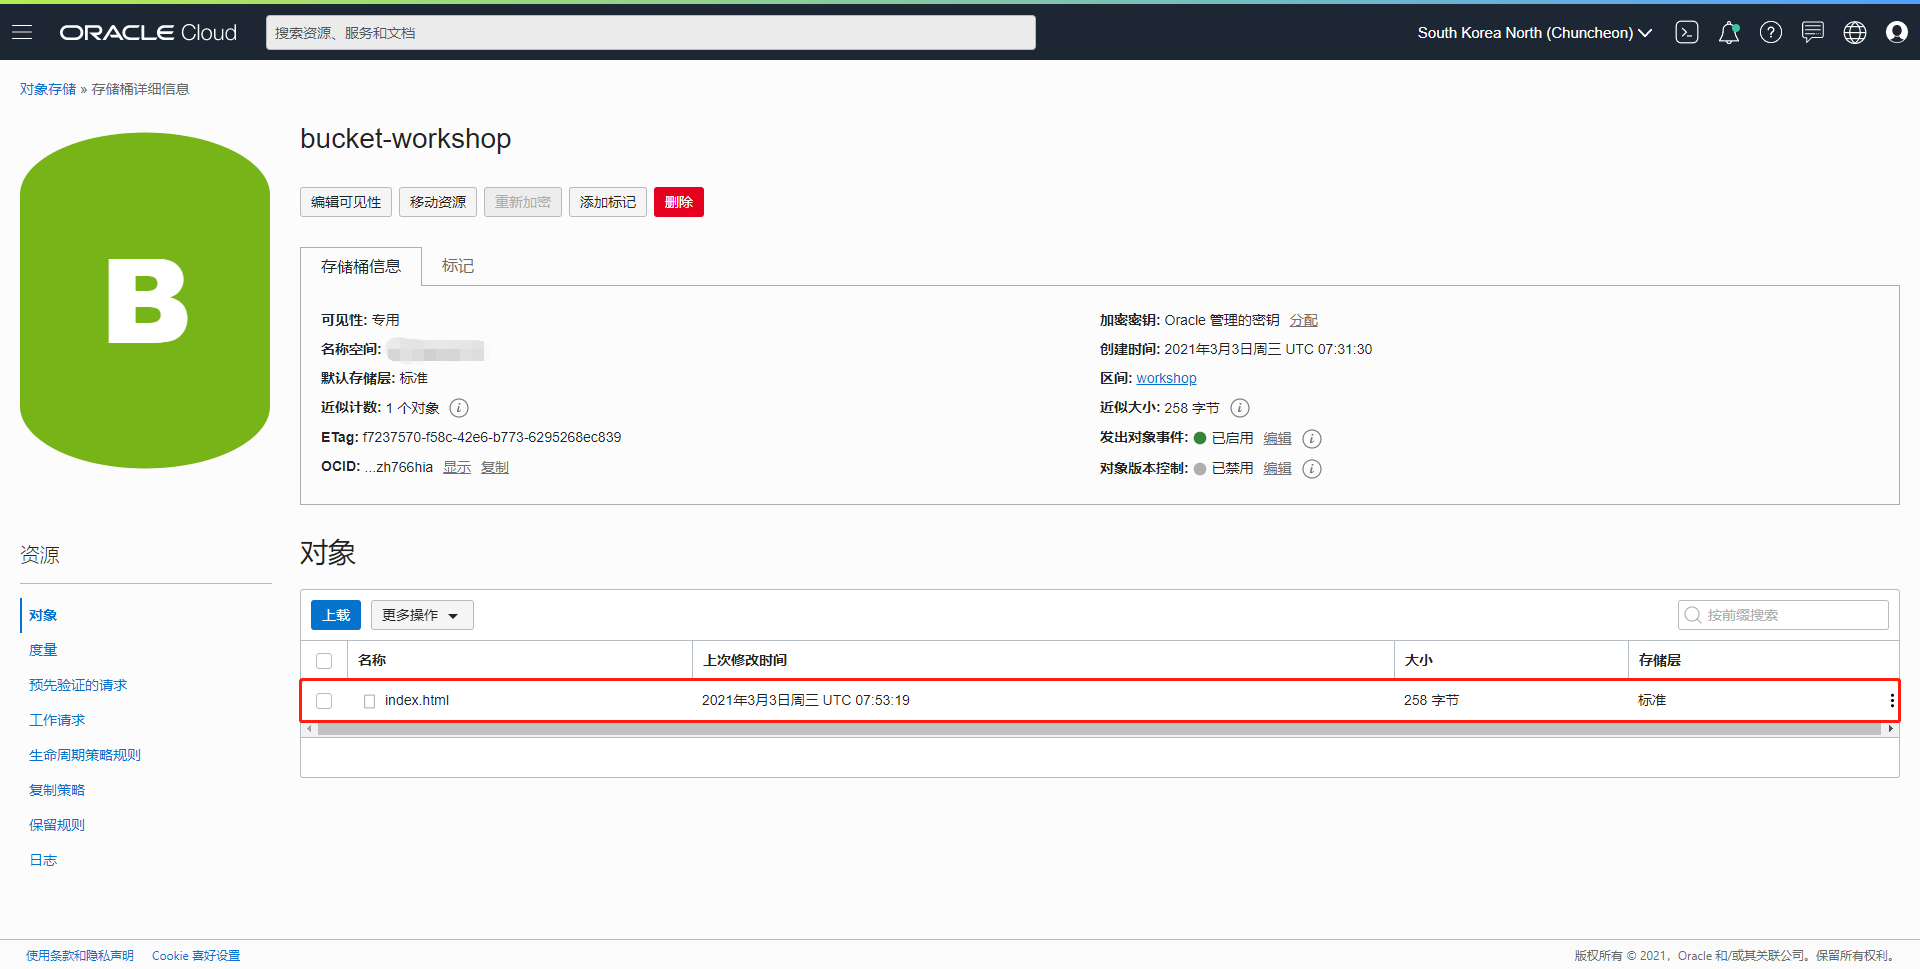 ORACLE Cloud
搜索资源、服务和文档
South Korea North (Chuncheon)
对象存储 » 存储桶详细信息
B
bucket-workshop
编辑可见性 移动资源 重新加密 添加标记 删除
存储桶信息 标记
可见性: 专用
名称空间:
默认存储层: 标准
近似计数: 1 个对象
ETag: f7237570-f58c-42e6-b773-6295268ec839
OCID: ...zh766hia 显示 复制
加密密钥: Oracle 管理的密钥 分配
创建时间: 2021年3月3日周三 UTC 07:31:30
区间: workshop
近似大小: 258 字节
发出对象事件: 已启用 编辑
对象版本控制: 已禁用 编辑
资源
对象
度量
预先验证的请求
工作请求
生命周期策略规则
复制策略
保留规则
日志
对象
上载 更多操作 按前缀搜索
名称 上次修改时间 大小 存储层
index.html 2021年3月3日周三 UTC 07:53:19 258 字节 标准
使用条款和隐私声明 Cookie 喜好设置
版权所有 © 2021，Oracle 和/或其关联公司。保留所有权利。